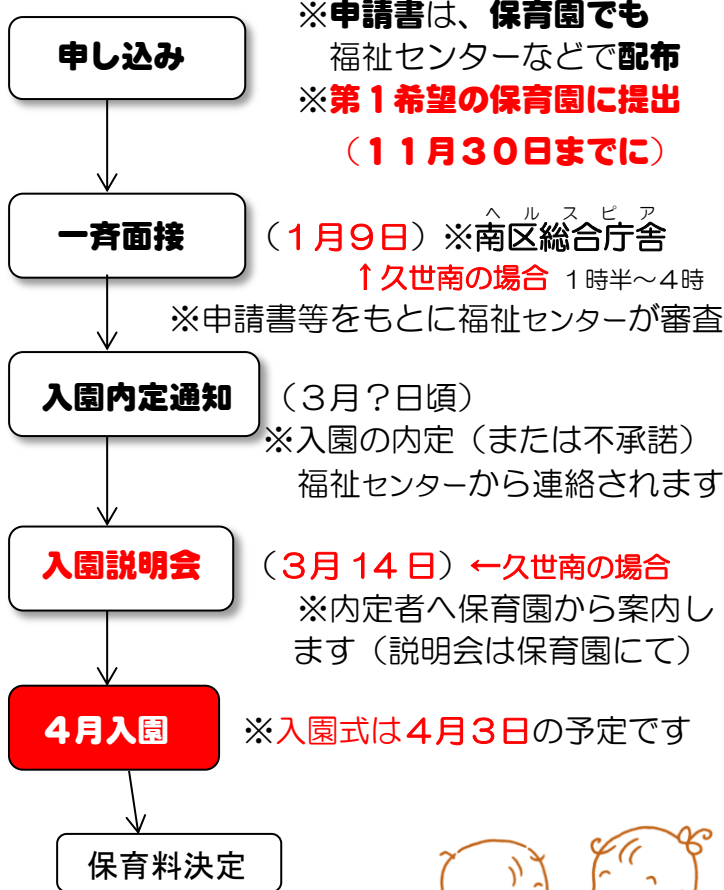 ※申請書は、保育園でも
申し込み
福祉センターなどで配布
※第1希望の保育園に提出
(11月30日までに)
ヘルスピア
一斉面接
(1月9日)※南区総合庁舎
↑久世南の場合 1時半~4時
※申請書等をもとに福祉センターが審査
入園内定通知
(3月?日頃)
※入園の内定(または不承諾)
福祉センターから連絡されます
入園説明会
(3月14日)←久世南の場合
※内定者へ保育園から案内し
ます(説明会は保育園にて)
4月入園
※入園式は4月3日の予定です
保育料決定